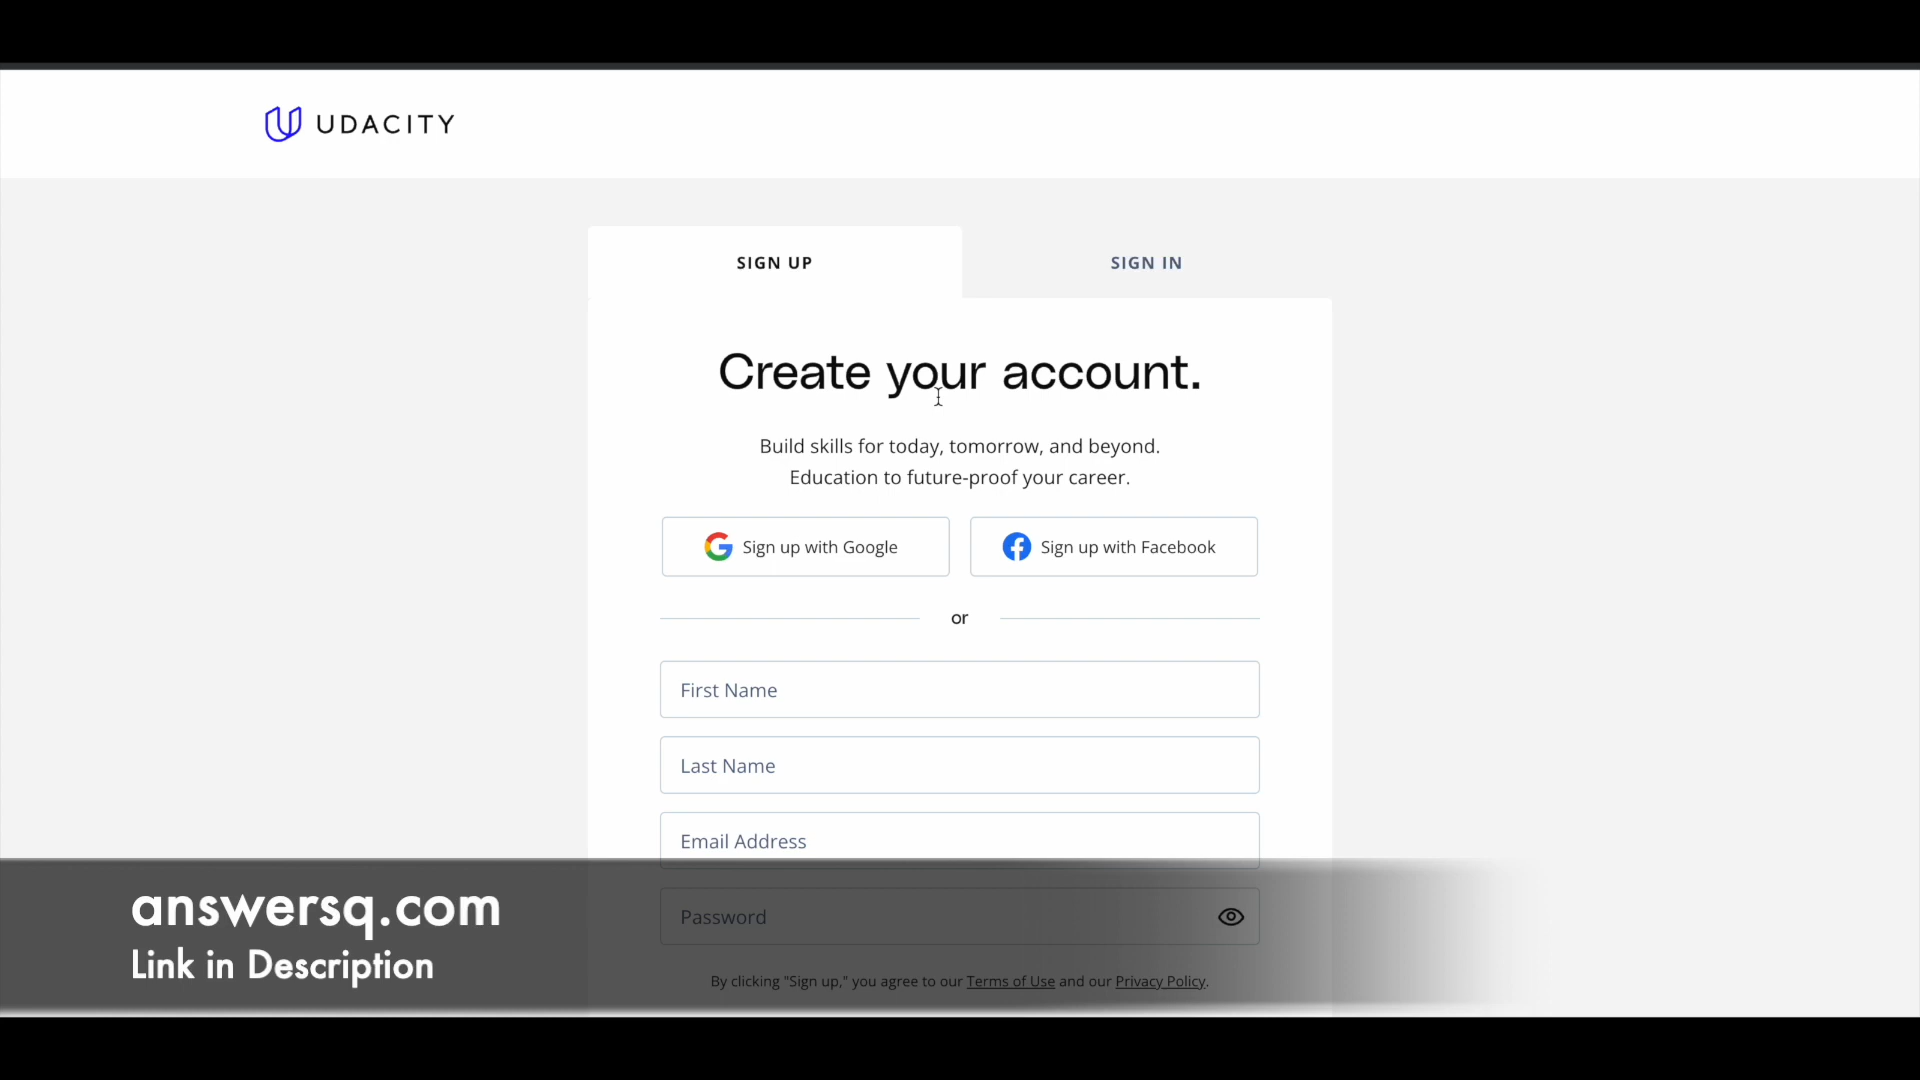 UDACITY
SIGN UP
SIGN IN
Create your account.
Build skills for today, tomorrow, and beyond.
Education to future-proof your career.
Sign up with Google
Sign up with Facebook
or
First Name
Last Name
Email Address
Password
By clicking "Sign up," you agree to our Terms of Use and our Privacy Policy.
answersq.com
Link in Description